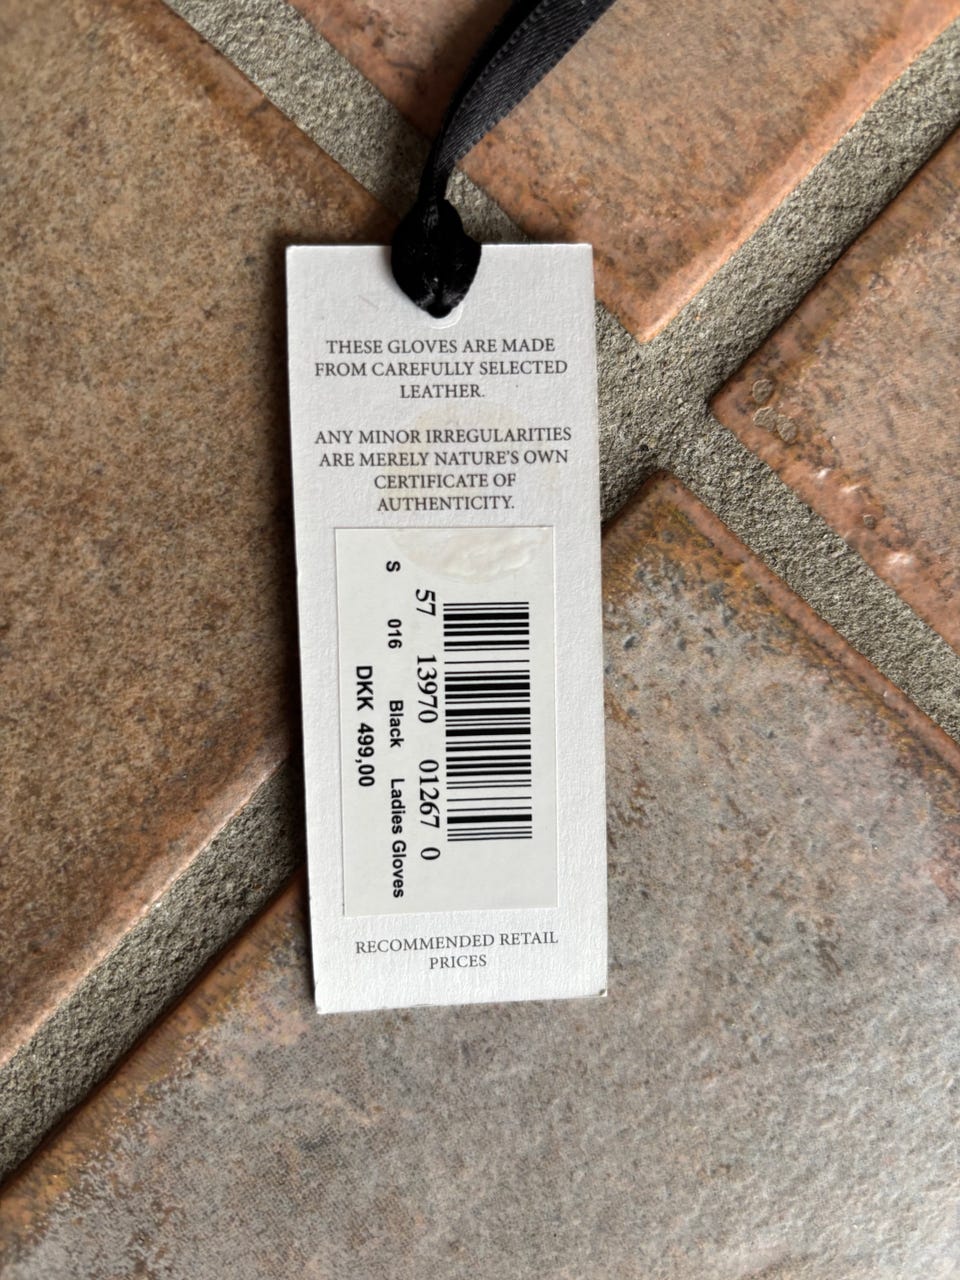 THESE GLOVES ARE MADE
FROM CAREFULLY SELECTED
LEATHER.
ANY MINOR IRREGULARITIES
ARE MERELY NATURE'S OWN
CERTIFICATE OF
AUTHENTICITY.
57 13970 01267 0
S 016 Black Ladies Gloves
DKK 499,00
RECOMMENDED RETAIL
PRICES